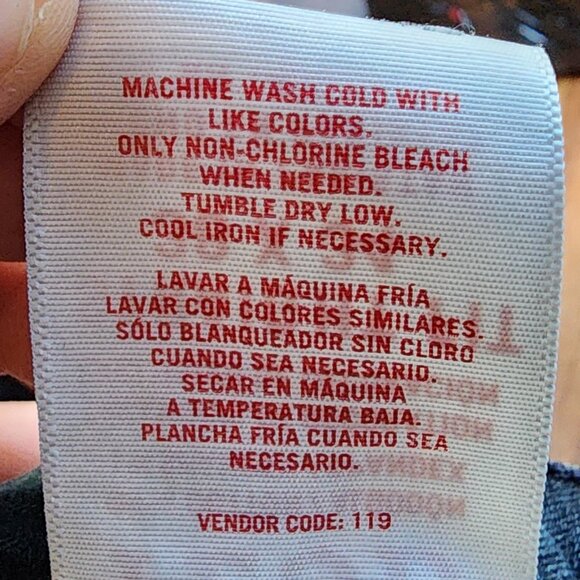 MACHINE WASH COLD WITH
LIKE COLORS.
ONLY NON-CHLORINE BLEACH
WHEN NEEDED.
TUMBLE DRY LOW.
COOL IRON IF NECESSARY.
LAVAR A MÁQUINA FRÍA
LAVAR CON COLORES SIMILARES.
SÓLO BLANQUEADOR SIN CLORO
CUANDO SEA NECESARIO.
SECAR EN MÁQUINA
A TEMPERATURA BAJA.
PLANCHA FRÍA CUANDO SEA
NECESARIO.
VENDOR CODE: 119